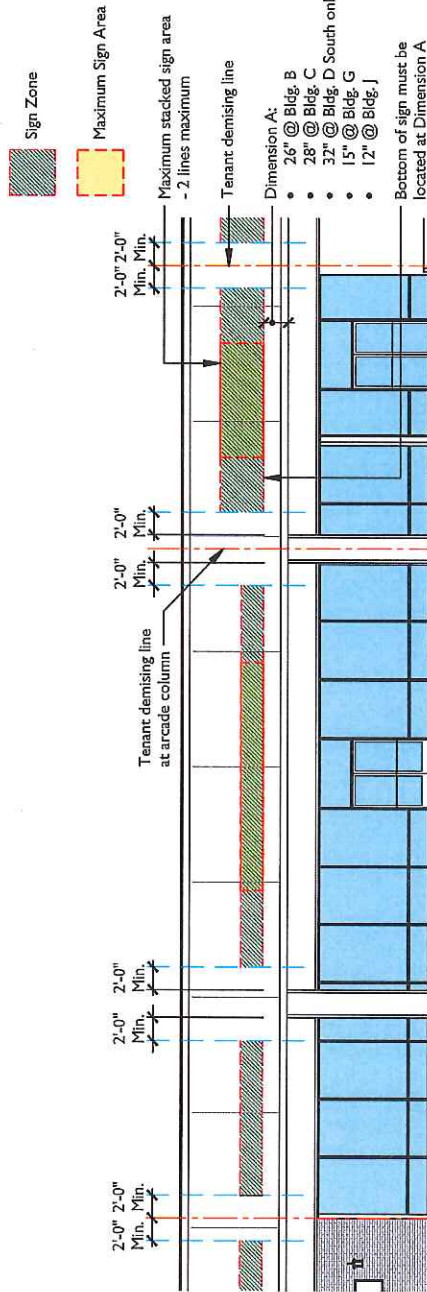 Sign Zone
Maximum Sign Area
Maximum stacked sign area
- 2 lines maximum
Tenant demising line
Dimension A:
• 26" @ Bldg. B
• 28" @ Bldg. C
• 32" @ Bldg. D South onl
• 15" @ Bldg. G
• 12" @ Bldg. J
Bottom of sign must be
located at Dimension A
2'-0" 2'-0"
Min. Min.
2'-0"
Min.
2'-0"
Min.
Tenant demising line
at arcade column
2'-0"
Min.
2'-0"
Min.
2'-0" 2'-0"
Min. Min.